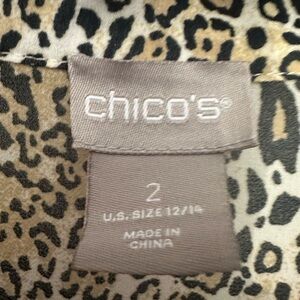 chico's®
2
U.S. SIZE 12/14
MADE IN
CHINA